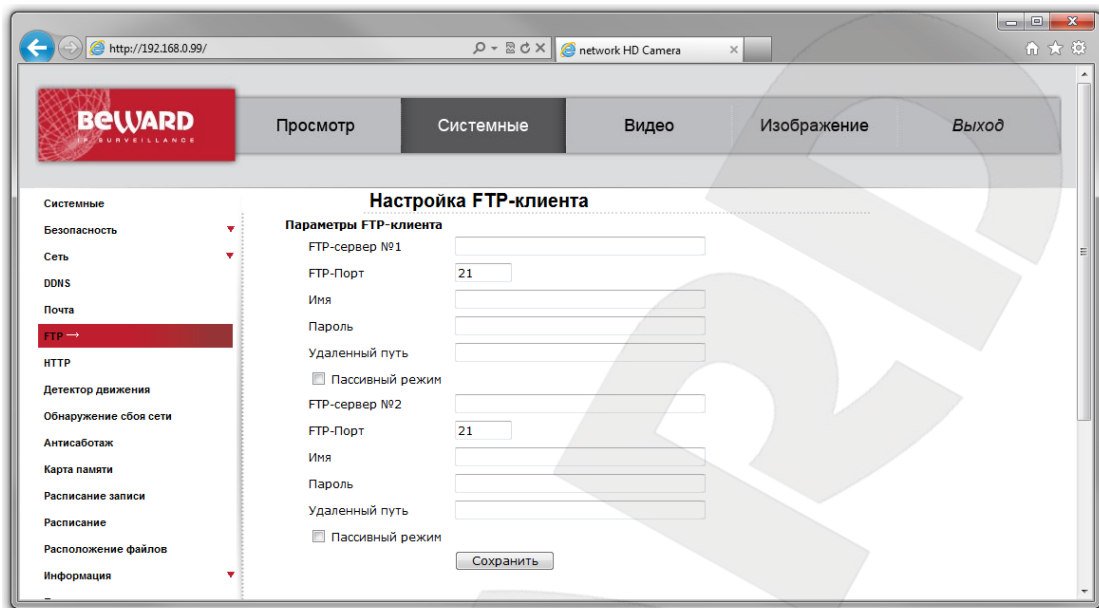 http://192.168.0.99/
network HD Camera
BEWARD
IP SURVEILLANCE
Просмотр
Системные
Видео
Изображение
Выход
Системные
Безопасность
Сеть
DDNS
Почта
FTP→
HTTP
Детектор движения
Обнаружение сбоя сети
Антисаботаж
Карта памяти
Расписание записи
Расписание
Расположение файлов
Информация
Настройка FTP-клиента
Параметры FTP-клиента
FTP-сервер №1
FTP-Порт 21
Имя
Пароль
Удаленный путь
Пассивный режим
FTP-сервер №2
FTP-Порт 21
Имя
Пароль
Удаленный путь
Пассивный режим
Сохранить